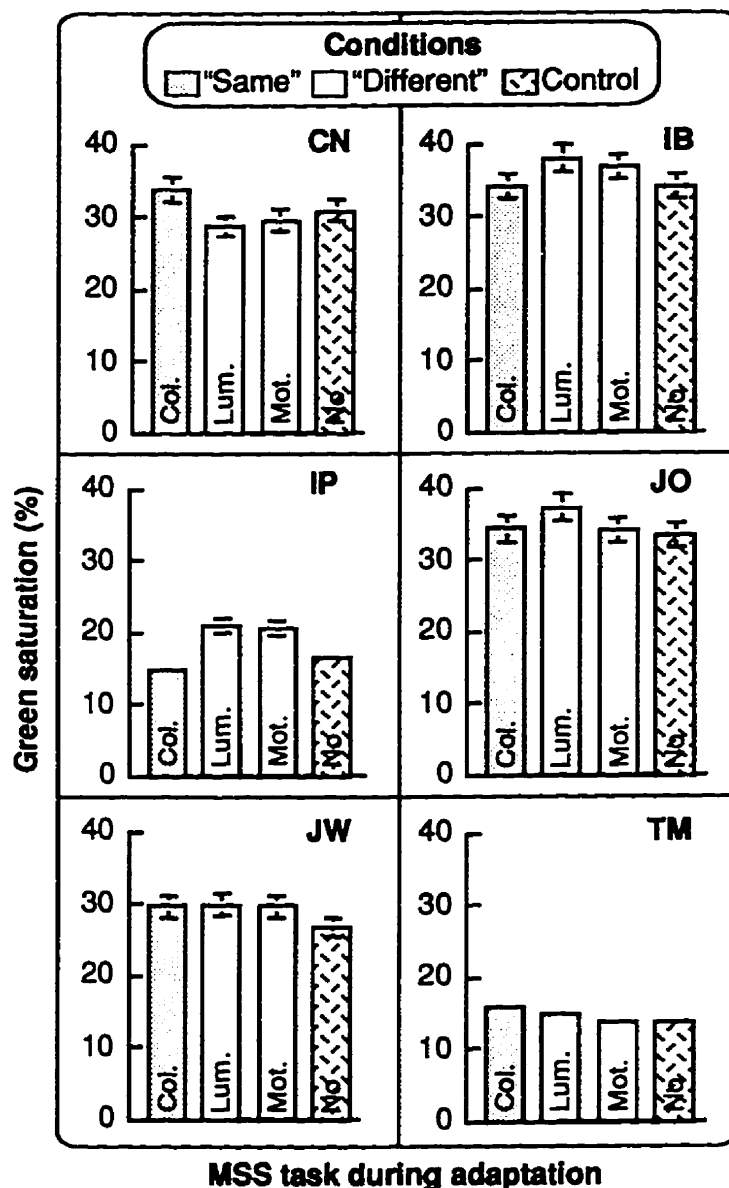 Conditions
"Same" "Different" Control
CN
40
30
20
10
0
Col.
Lum.
Mot.
No
IB
40
30
20
10
0
Col.
Lum.
Mot.
No
IP
40
30
20
10
0
Col.
Lum.
Mot.
No
JO
40
30
20
10
0
Col.
Lum.
Mot.
No
JW
40
30
20
10
0
Col.
Lum.
Mot.
No
TM
40
30
20
10
0
Col.
Lum.
Mot.
No
Green saturation (%)
MSS task during adaptation